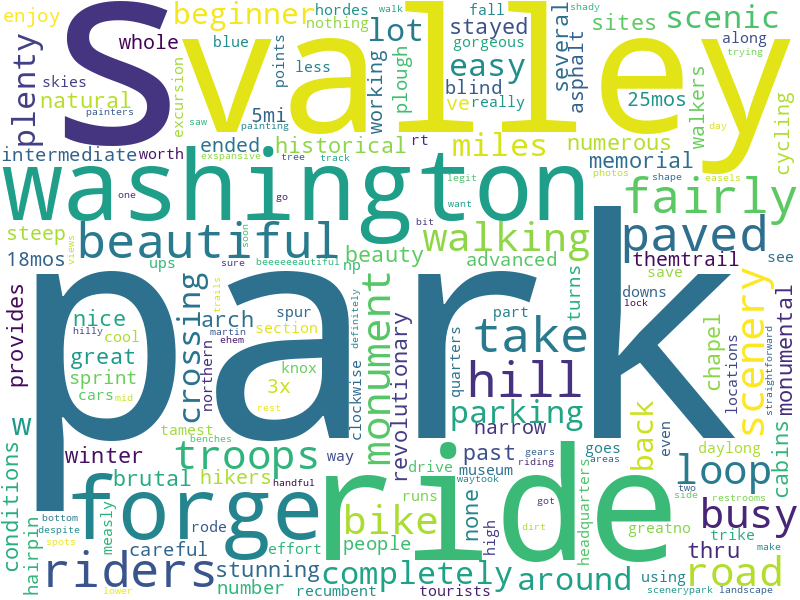 enjoy beginner hordes walk fall several shady scenic
S valley
nothing lot stayed sites along
whole blue gorgeous asphalt trying
plenty skies excursion points less working plough blind 25mos walkers cycling
natural painters saw painting 5mi ve really day
exspansive tree track easy
intermediate worth ended historical rt miles numerous
memorial photos easels
washington one go legit want shape fairly
steep beautiful bit walking paved
18mos ups sure beeeeeeautiful np beauty soon views advanced themtrail see
trails save
provides crossing arch spur monument definitely take turns downs lock scenery monumental
nice hilly cool martin ehem section part quarters hill chapel locations straightforward
great northern
sprint knox clockwise revolutionary parking
cars mid 3x narrow
park
w tamest rest troops way past back goes even daylong cabins
winter benches drive museum areas loop
conditions brutal hikers handful gears riding none two restrooms
bottom forge ride runs got high headquarters side busy
despite measly rode bike waytook greatno
hairpin spots careful effort people dirt trike make
riders stunning completely around using thru road
lower number recumbent tourists scenerypark landscape